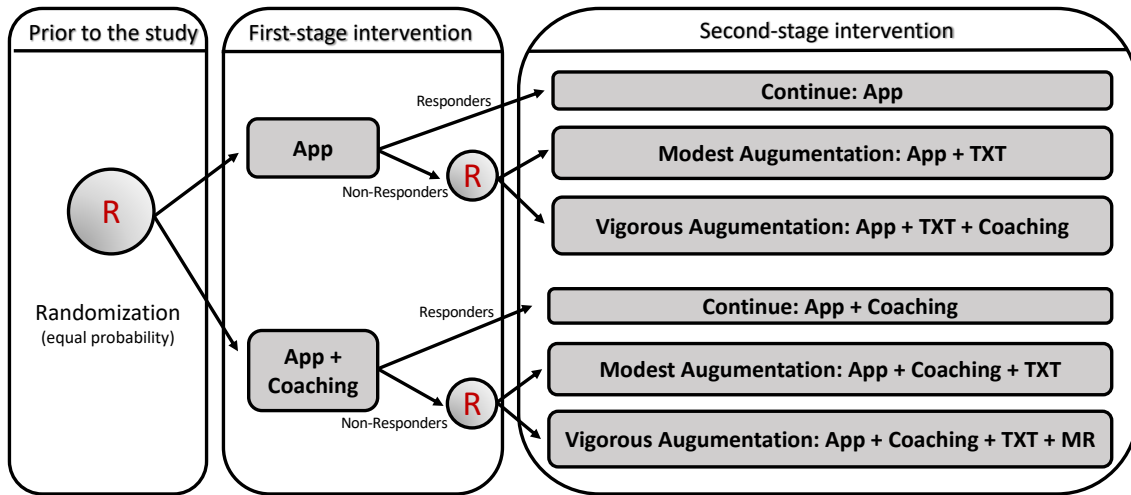 Prior to the study
First-stage intervention
Second-stage intervention
R
Randomization
(equal probability)
App
Responders
Non-Responders
R
Continue: App
Modest Augumentation: App + TXT
Vigorous Augumentation: App + TXT + Coaching
App +
Coaching
Responders
Non-Responders
R
Continue: App + Coaching
Modest Augumentation: App + Coaching + TXT
Vigorous Augumentation: App + Coaching + TXT + MR